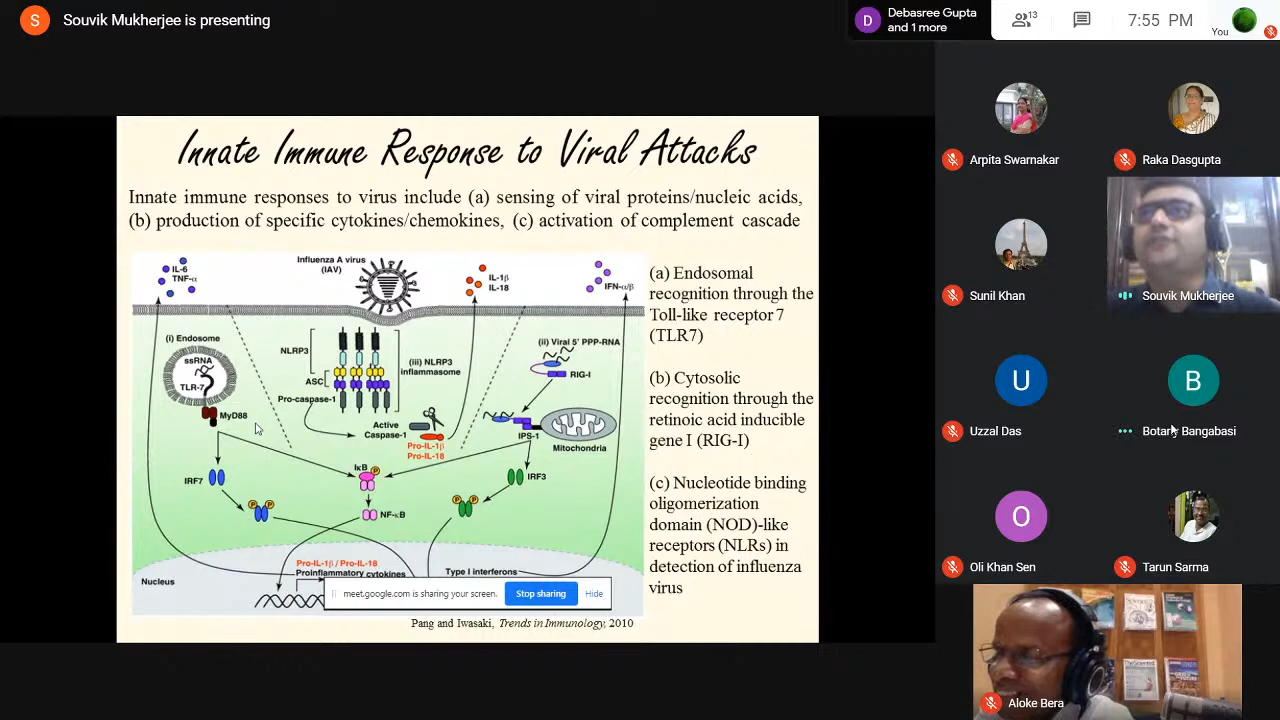 S
Souvik Mukherjee is presenting
D
Debasree Gupta
and 1 more
13
7:55 PM
You
Innate Immune Response to Viral Attacks
Innate immune responses to virus include (a) sensing of viral proteins/nucleic acids,
(b) production of specific cytokines/chemokines, (c) activation of complement cascade
IL-6
TNF-α
Influenza A virus
(IAV)
IL-1β
IL-18
IFN-α/β
(i) Endosome
ssRNA
TLR-7
MyD88
NLRP3
ASC
Pro-caspase-1
(iii) NLRP3
inflammasome
Active
Caspase-1
Pro-IL-1β
Pro-IL-18
(ii) Viral 5' PPP-RNA
RIG-I
IPS-1
Mitochondria
IRF7
IκB
P
IRF3
P P
P P
NF-κB
Nucleus
Pro-IL-1β / Pro-IL-18
Proinflammatory cytokines
Type I interferons
meet.google.com is sharing your screen.
Stop sharing
Hide
Pang and Iwasaki, Trends in Immunology, 2010
(a) Endosomal
recognition through the
Toll-like receptor 7
(TLR7)
(b) Cytosolic
recognition through the
retinoic acid inducible
gene I (RIG-I)
(c) Nucleotide binding
oligomerization
domain (NOD)-like
receptors (NLRs) in
detection of influenza
virus
Arpita Swarnakar
Raka Dasgupta
Sunil Khan
Souvik Mukherjee
U
Uzzal Das
B
Botany Bangabasi
O
Oli Khan Sen
Tarun Sarma
Aloke Bera